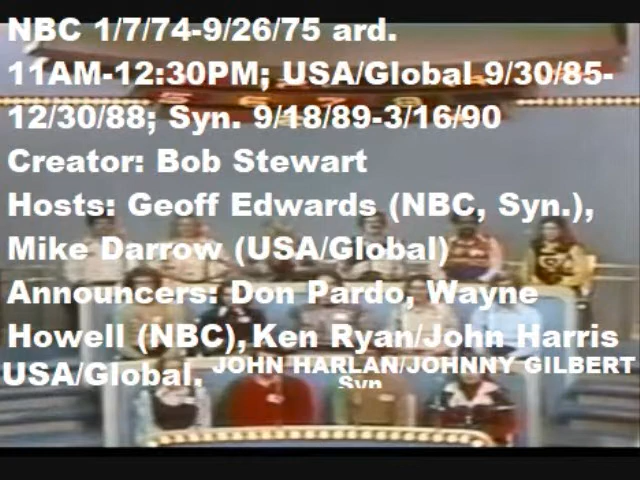 NBC 1/7/74-9/26/75 ard.
11AM-12:30PM; USA/Global 9/30/85-
12/30/88; Syn. 9/18/89-3/16/90
Creator: Bob Stewart
Hosts: Geoff Edwards (NBC, Syn.),
Mike Darrow (USA/Global)
Announcers: Don Pardo, Wayne
Howell (NBC), Ken Ryan/John Harris
USA/Global, JOHN HARLAN/JOHNNY GILBERT
Syn